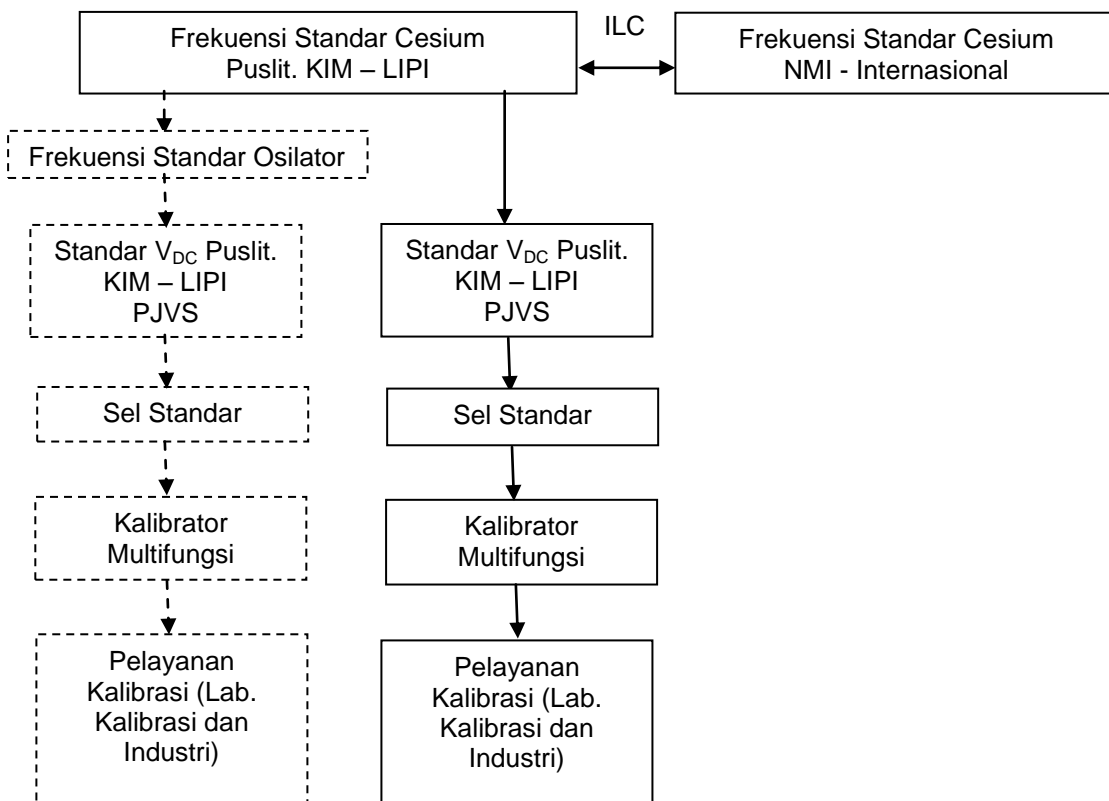 Frekuensi Standar Cesium
Puslit. KIM – LIPI
ILC
Frekuensi Standar Cesium
NMI - Internasional
Frekuensi Standar Osilator
Standar VDC Puslit.
KIM – LIPI
PJVS
Standar VDC Puslit.
KIM – LIPI
PJVS
Sel Standar
Sel Standar
Kalibrator
Multifungsi
Kalibrator
Multifungsi
Pelayanan
Kalibrasi (Lab.
Kalibrasi dan
Industri)
Pelayanan
Kalibrasi (Lab.
Kalibrasi dan
Industri)